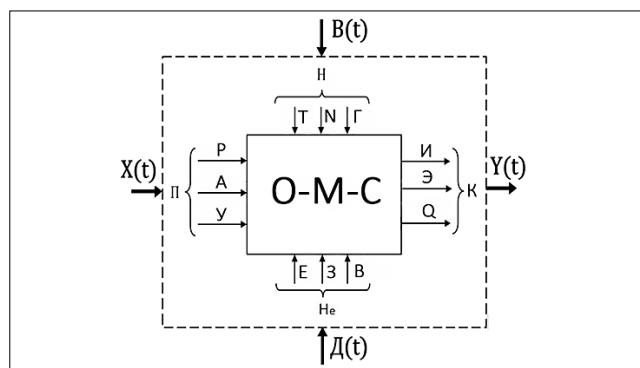 В(t)
Н
Т N Г
Р И
X(t) П А О-М-С Э К Y(t)
У Q
Е З В
Не
Д(t)